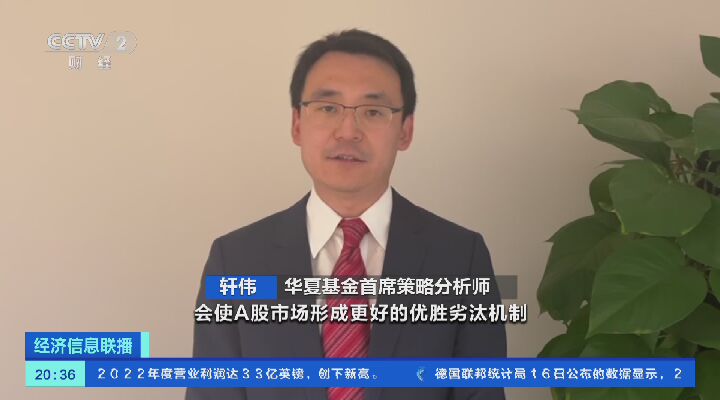 CCTV 2
财经
轩伟 华夏基金首席策略分析师
会使A股市场形成更好的优胜劣汰机制
经济信息联播
20:36 2022年度营业利润达33亿英镑，创下新高。 德国联邦统计局16日公布的数据显示，2